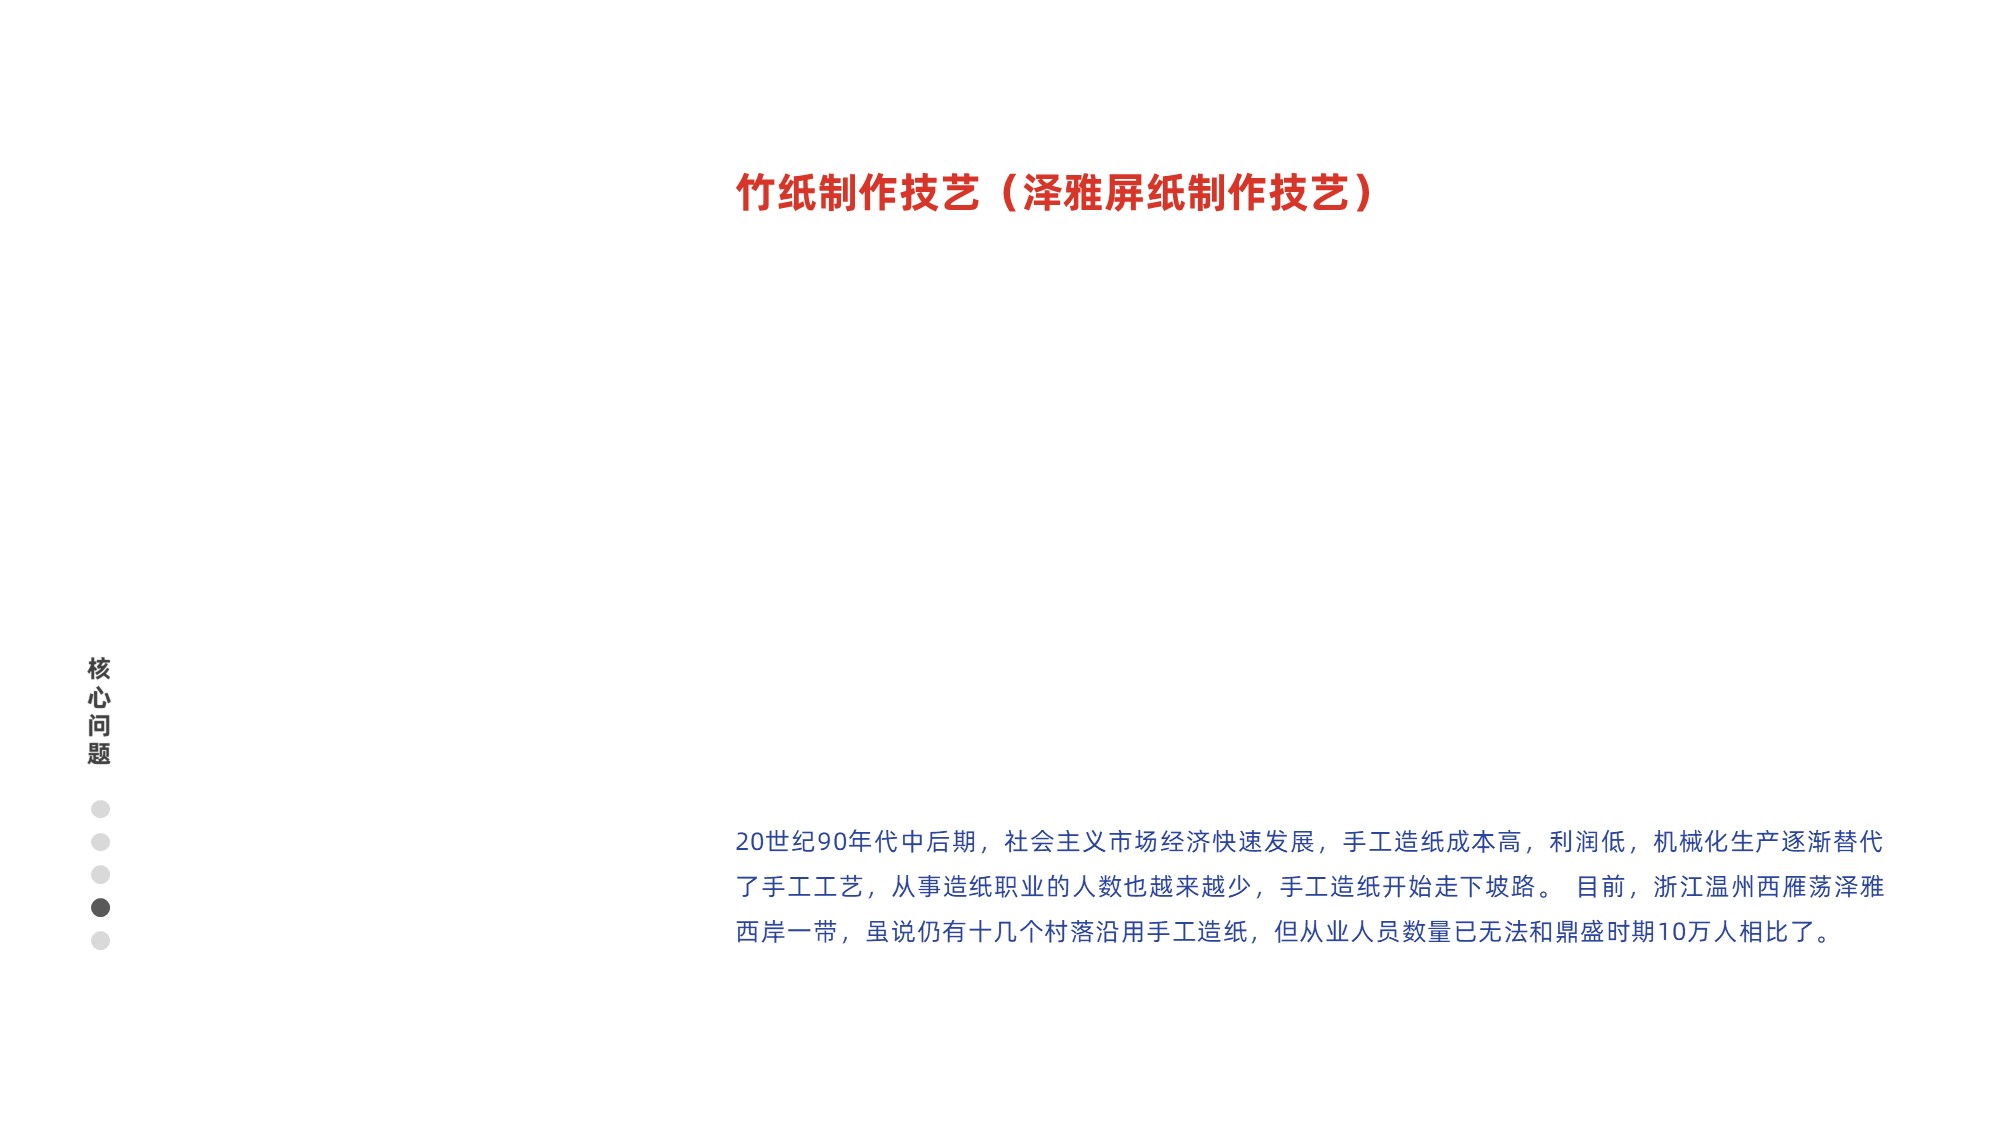 竹纸制作技艺（泽雅屏纸制作技艺）
核心问题
20世纪90年代中后期，社会主义市场经济快速发展，手工造纸成本高，利润低，机械化生产逐渐替代
了手工工艺，从事造纸职业的人数也越来越少，手工造纸开始走下坡路。 目前，浙江温州西雁荡泽雅
西岸一带，虽说仍有十几个村落沿用手工造纸，但从业人员数量已无法和鼎盛时期10万人相比了。